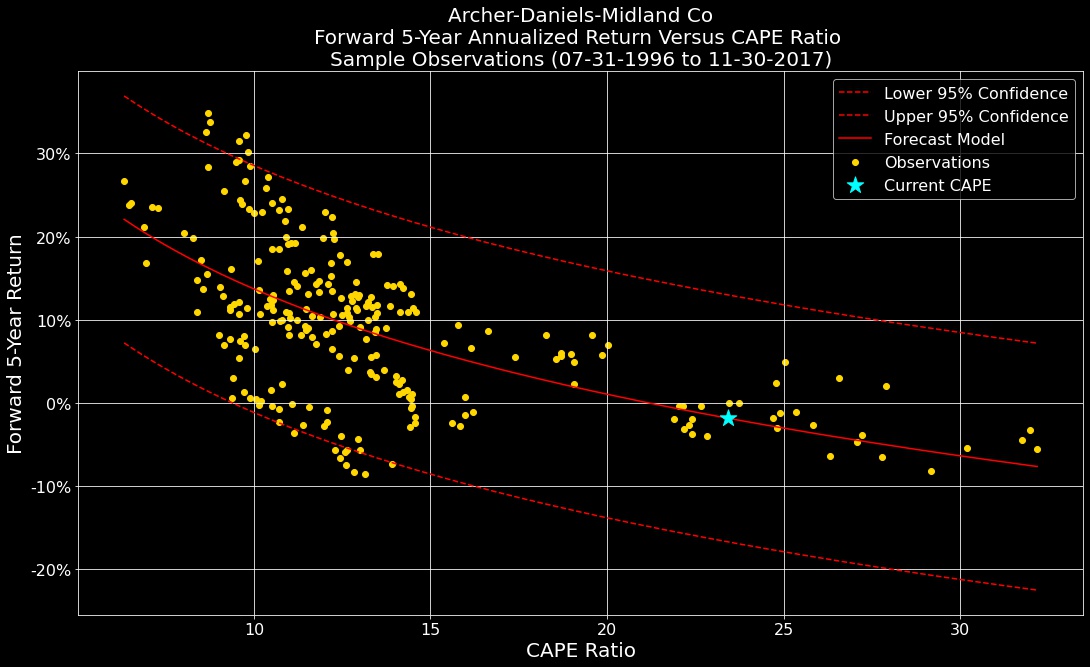 Archer-Daniels-Midland Co
Forward 5-Year Annualized Return Versus CAPE Ratio
Sample Observations (07-31-1996 to 11-30-2017)
Lower 95% Confidence
Upper 95% Confidence
Forecast Model
Observations
Current CAPE
Forward 5-Year Return
30%
20%
10%
0%
-10%
-20%
10 15 20 25 30
CAPE Ratio